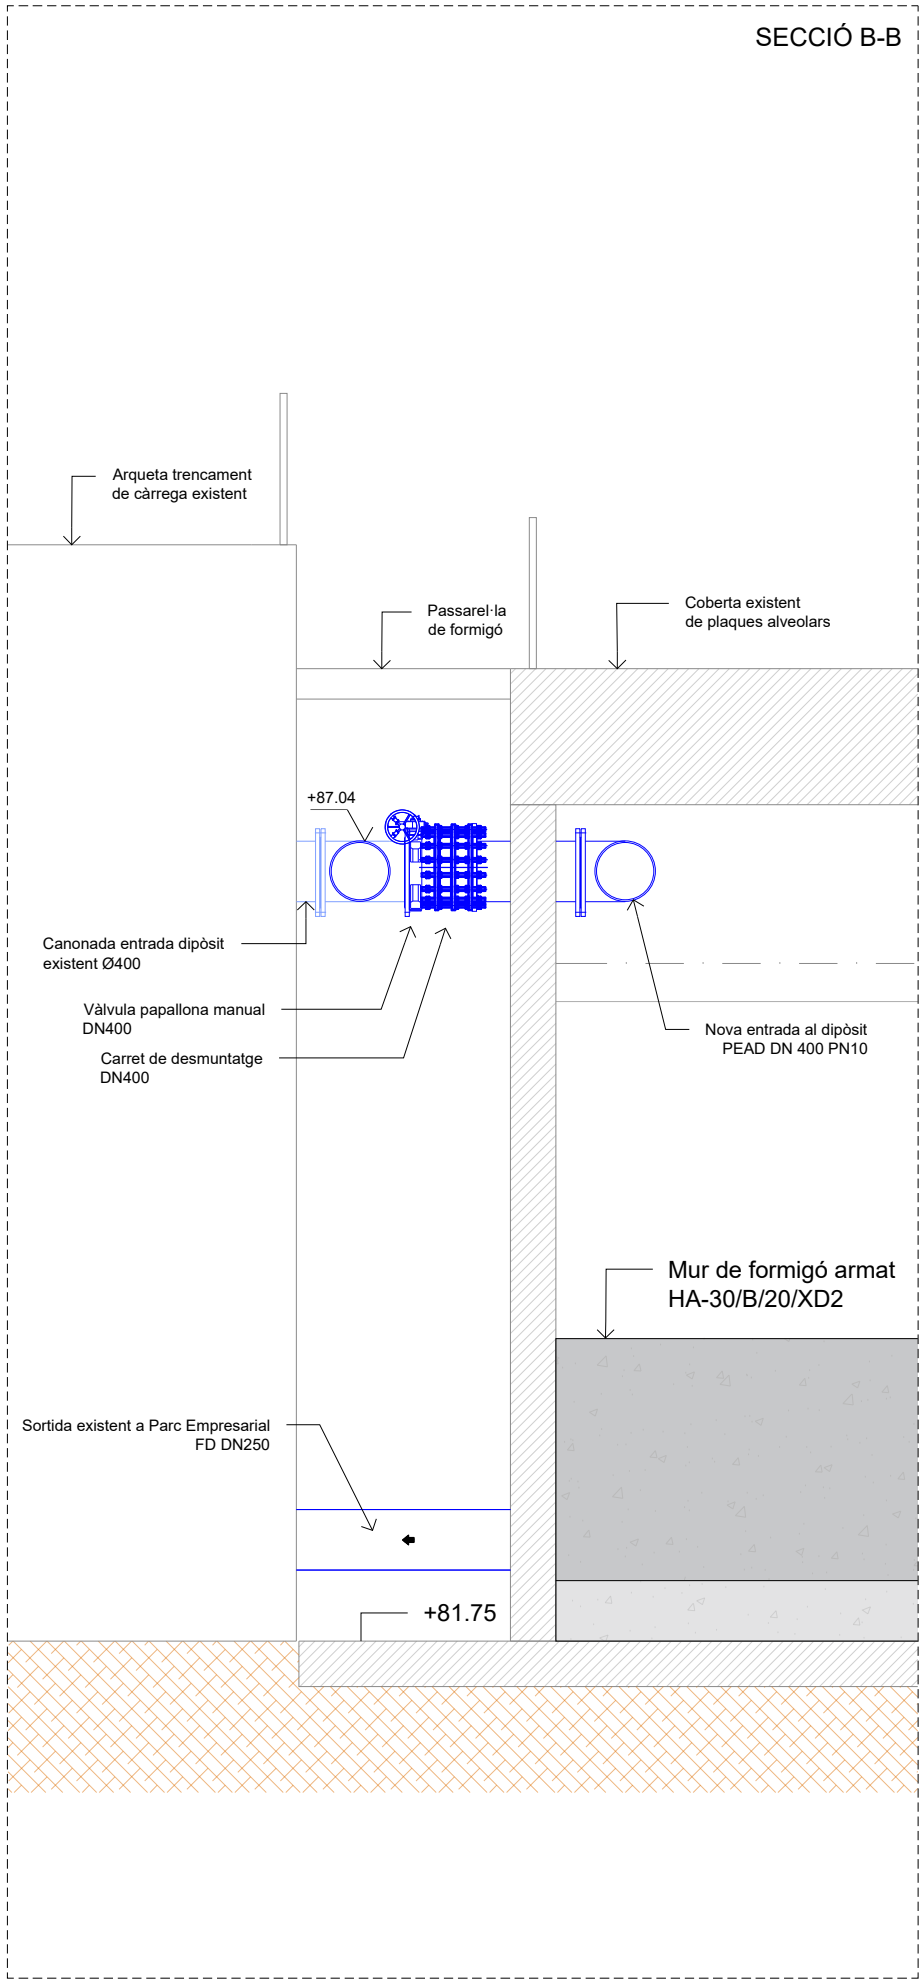 SECCIÓ B-B
Arqueta trencament
de càrrega existent
Passarel·la
de formigó
Coberta existent
de plaques alveolars
+87.04
Canonada entrada dipòsit
existent Ø400
Vàlvula papallona manual
DN400
Carret de desmuntatge
DN400
Nova entrada al dipòsit
PEAD DN 400 PN10
Mur de formigó armat
HA-30/B/20/XD2
Sortida existent a Parc Empresarial
FD DN250
+81.75